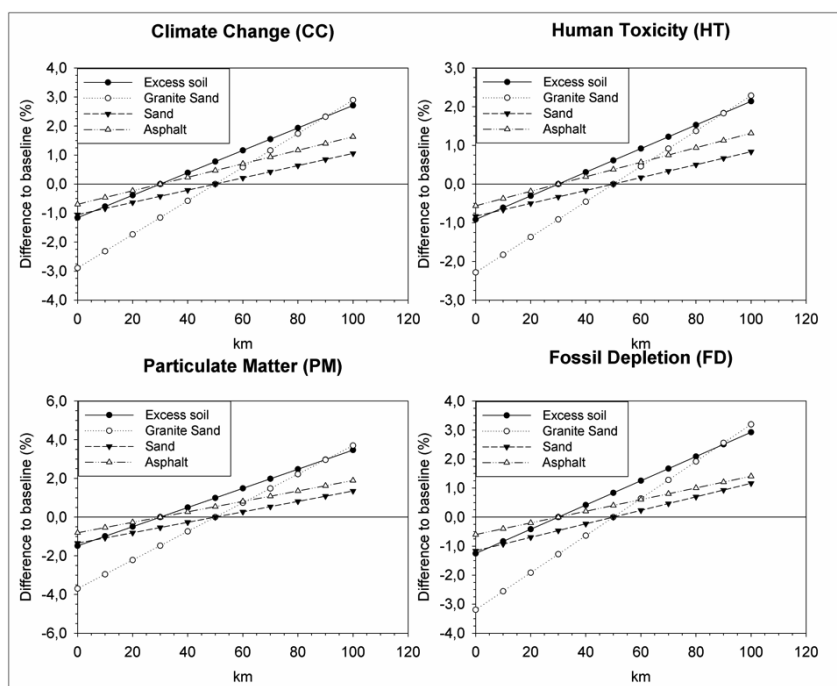 Climate Change (CC)
4,0
3,0
2,0
1,0
0,0
-1,0
-2,0
-3,0
-4,0
Difference to baseline (%)
Excess soil
Granite Sand
Sand
Asphalt
0 20 40 60 80 100 120
km
Human Toxicity (HT)
3,0
2,0
1,0
0,0
-1,0
-2,0
-3,0
Difference to baseline (%)
Excess soil
Granite Sand
Sand
Asphalt
0 20 40 60 80 100 120
km
Particulate Matter (PM)
6,0
4,0
2,0
0,0
-2,0
-4,0
-6,0
Difference to baseline (%)
Excess soil
Granite Sand
Sand
Asphalt
0 20 40 60 80 100 120
km
Fossil Depletion (FD)
4,0
3,0
2,0
1,0
0,0
-1,0
-2,0
-3,0
-4,0
Difference to baseline (%)
Excess soil
Granite Sand
Sand
Asphalt
0 20 40 60 80 100 120
km